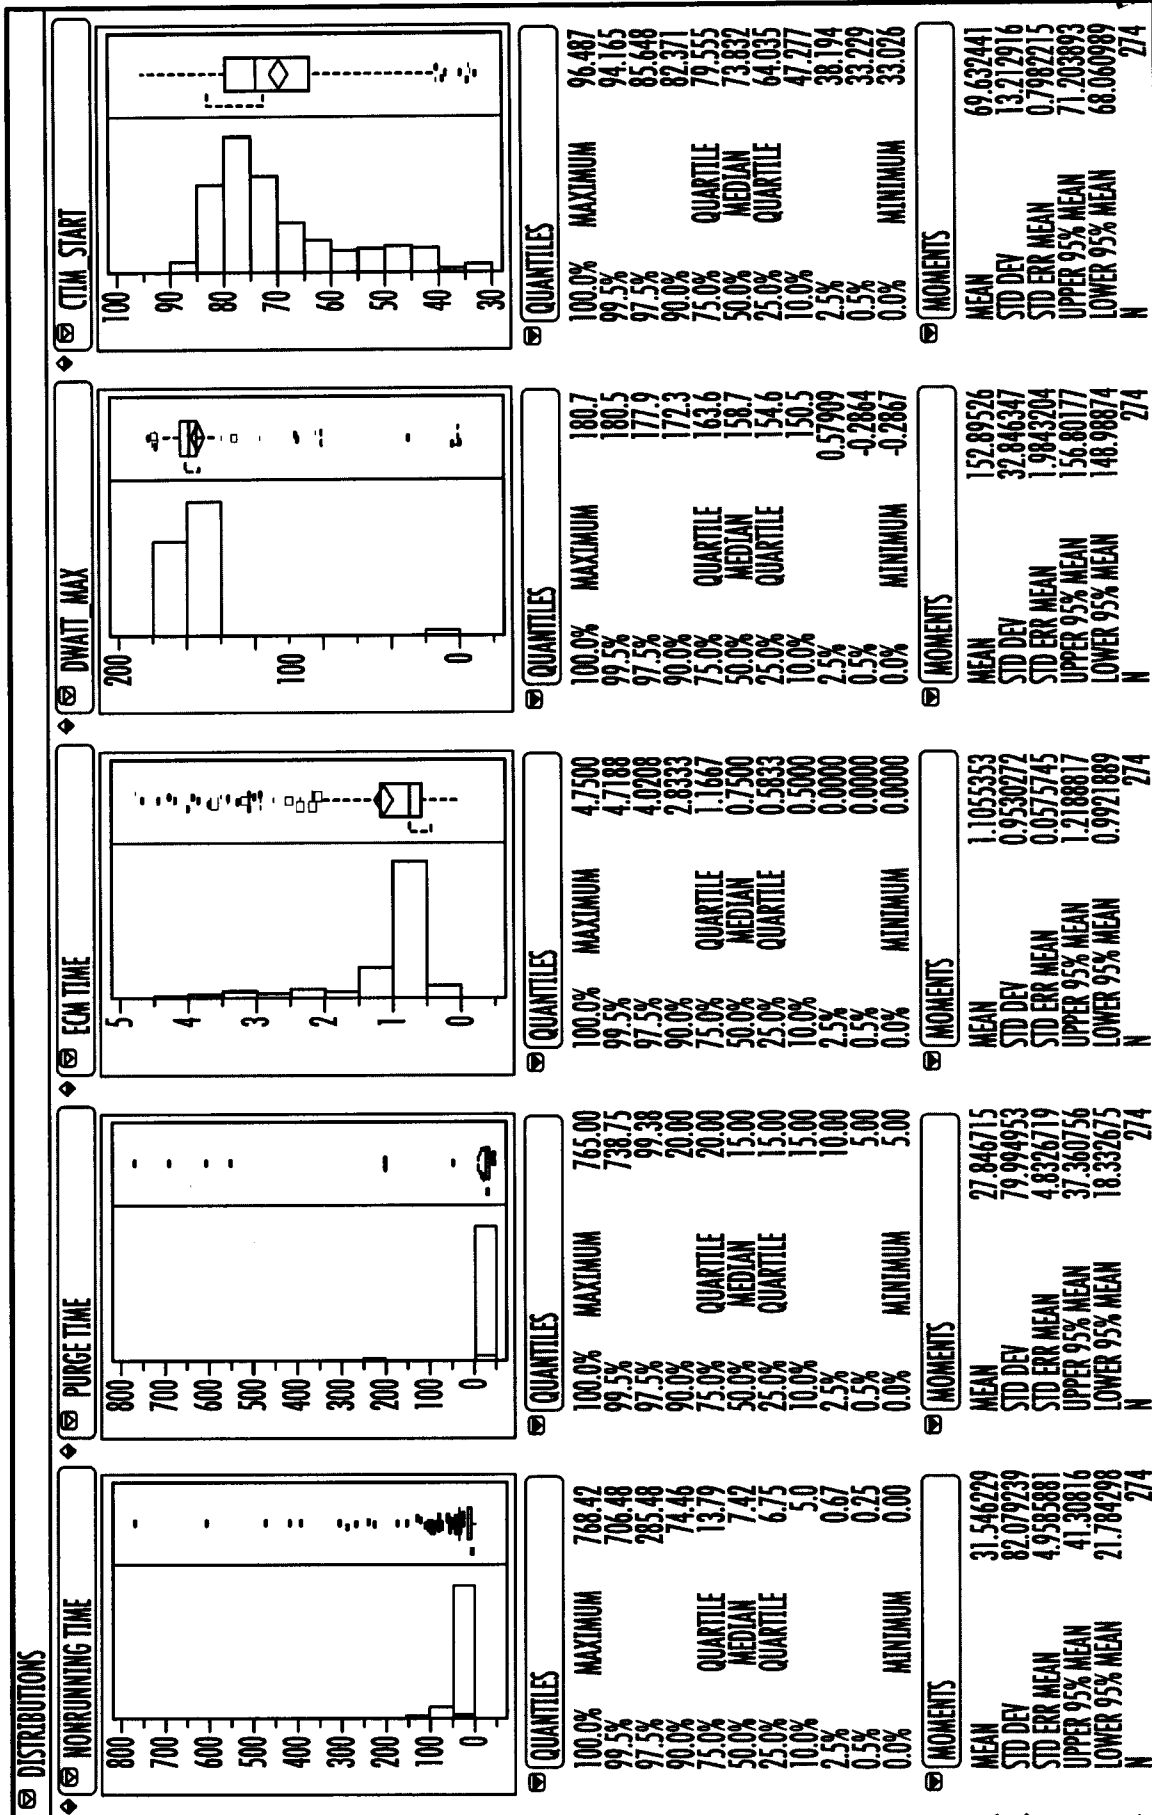 DISTRIBUTIONS
NONRUNNING TIME
800
700
600
500
400
300
200
100
0
QUANTILES
100.0% MAXIMUM 768.42
99.5% 706.48
97.5% 285.48
90.0% 74.46
75.0% QUARTILE 13.79
50.0% MEDIAN 7.42
25.0% QUARTILE 6.75
10.0% 5.0
2.5% 0.67
0.5% 0.25
0.0% MINIMUM 0.00
MOMENTS
MEAN 31.546229
STD DEV 82.079239
STD ERR MEAN 4.9585881
UPPER 95% MEAN 41.30816
LOWER 95% MEAN 21.784298
N 274
PURGE TIME
800
700
600
500
400
300
200
100
0
QUANTILES
100.0% MAXIMUM 765.00
99.5% 738.75
97.5% 99.38
90.0% 20.00
75.0% QUARTILE 20.00
50.0% MEDIAN 15.00
25.0% QUARTILE 15.00
10.0% 15.00
2.5% 10.00
0.5% 5.00
0.0% MINIMUM 5.00
MOMENTS
MEAN 27.846715
STD DEV 79.994953
STD ERR MEAN 4.8326719
UPPER 95% MEAN 37.360756
LOWER 95% MEAN 18.332675
N 274
ECM TIME
5
4
3
2
1
0
QUANTILES
100.0% MAXIMUM 4.7500
99.5% 4.7188
97.5% 4.0208
90.0% 2.8333
75.0% QUARTILE 1.1667
50.0% MEDIAN 0.7500
25.0% QUARTILE 0.5833
10.0% 0.5000
2.5% 0.0000
0.5% 0.0000
0.0% MINIMUM 0.0000
MOMENTS
MEAN 1.1055353
STD DEV 0.9530272
STD ERR MEAN 0.0575745
UPPER 95% MEAN 1.2188817
LOWER 95% MEAN 0.9921889
N 274
DWATT_MAX
200
100
0
QUANTILES
100.0% MAXIMUM 180.7
99.5% 180.5
97.5% 177.9
90.0% 172.3
75.0% QUARTILE 163.6
50.0% MEDIAN 158.7
25.0% QUARTILE 154.6
10.0% 150.5
2.5% 0.57909
0.5% -0.2864
0.0% MINIMUM -0.2867
MOMENTS
MEAN 152.89526
STD DEV 32.846347
STD ERR MEAN 1.9843204
UPPER 95% MEAN 156.80177
LOWER 95% MEAN 148.98874
N 274
CTIM_START
100
90
80
70
60
50
40
30
QUANTILES
100.0% MAXIMUM 96.487
99.5% 94.165
97.5% 85.648
90.0% 82.371
75.0% QUARTILE 79.555
50.0% MEDIAN 73.832
25.0% QUARTILE 64.035
10.0% 47.277
2.5% 38.194
0.5% 33.229
0.0% MINIMUM 33.026
MOMENTS
MEAN 69.632441
STD DEV 13.212916
STD ERR MEAN 0.7982215
UPPER 95% MEAN 71.203893
LOWER 95% MEAN 68.060989
N 274